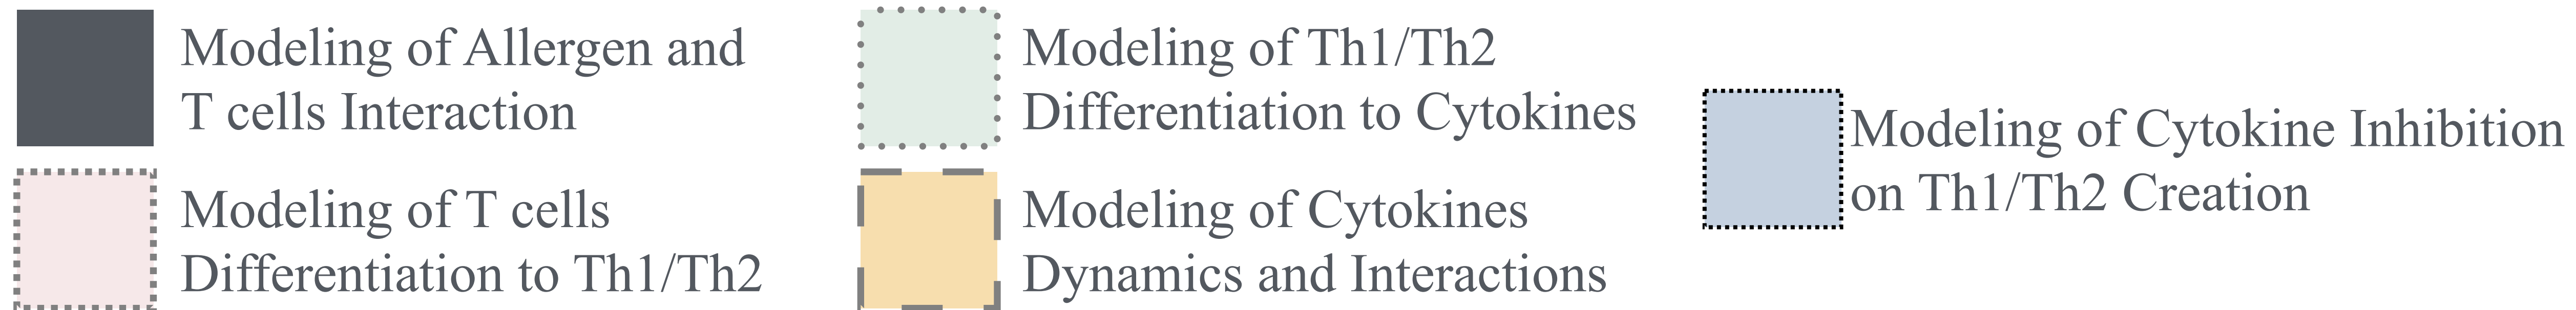 Modeling of Allergen and
T cells Interaction
Modeling of T cells
Differentiation to Th1/Th2
Modeling of Th1/Th2
Differentiation to Cytokines
Modeling of Cytokines
Dynamics and Interactions
Modeling of Cytokine Inhibition
on Th1/Th2 Creation